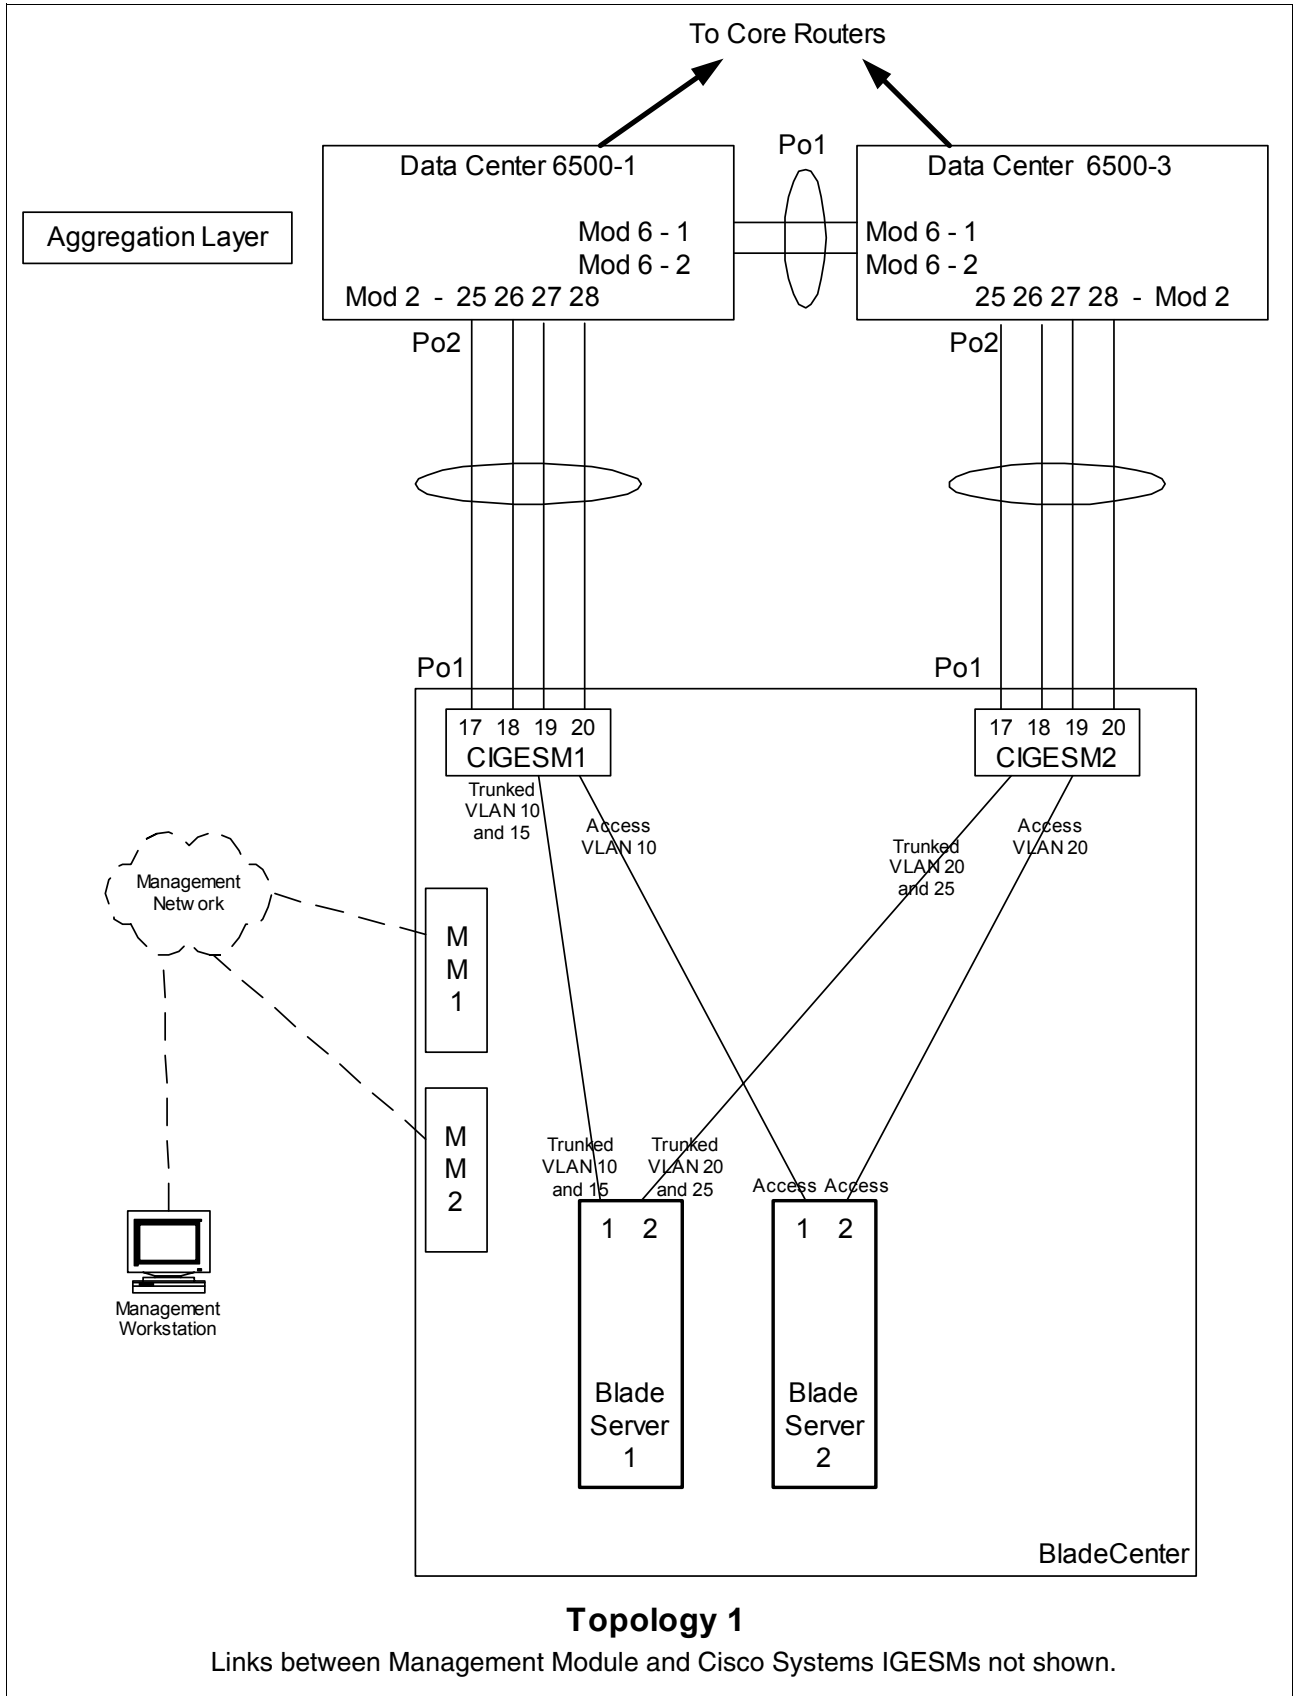 To Core Routers
Po1
Data Center 6500-1
Data Center 6500-3
Aggregation Layer
Mod 6 - 1
Mod 6 - 2
Mod 6 - 1
Mod 6 - 2
Mod 2 - 25 26 27 28
25 26 27 28 - Mod 2
Po2
Po2
Po1
Po1
17 18 19 20
CIGESM1
17 18 19 20
CIGESM2
Trunked
VLAN 10
and 15
Access
VLAN 10
Trunked
VLAN 20
and 25
Access
VLAN 20
Management
Network
M
M
1
M
M
2
Trunked
VLAN 10
and 15
Trunked
VLAN 20
and 25
Access Access
1 2
1 2
Management
Workstation
Blade
Server
1
Blade
Server
2
BladeCenter
Topology 1
Links between Management Module and Cisco Systems IGESMs not shown.